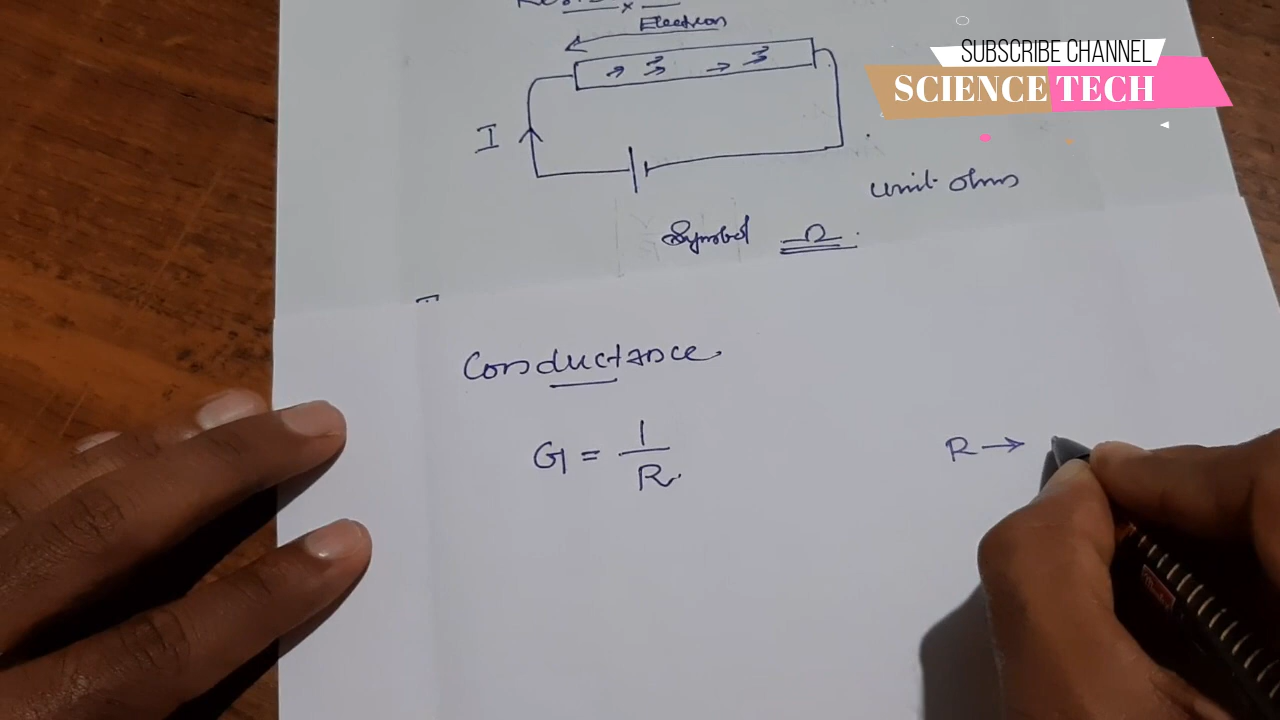 Electron
I
unit ohms
Symbol Ω
Conductance
G = 1/R
R →
SUBSCRIBE CHANNEL
SCIENCE TECH